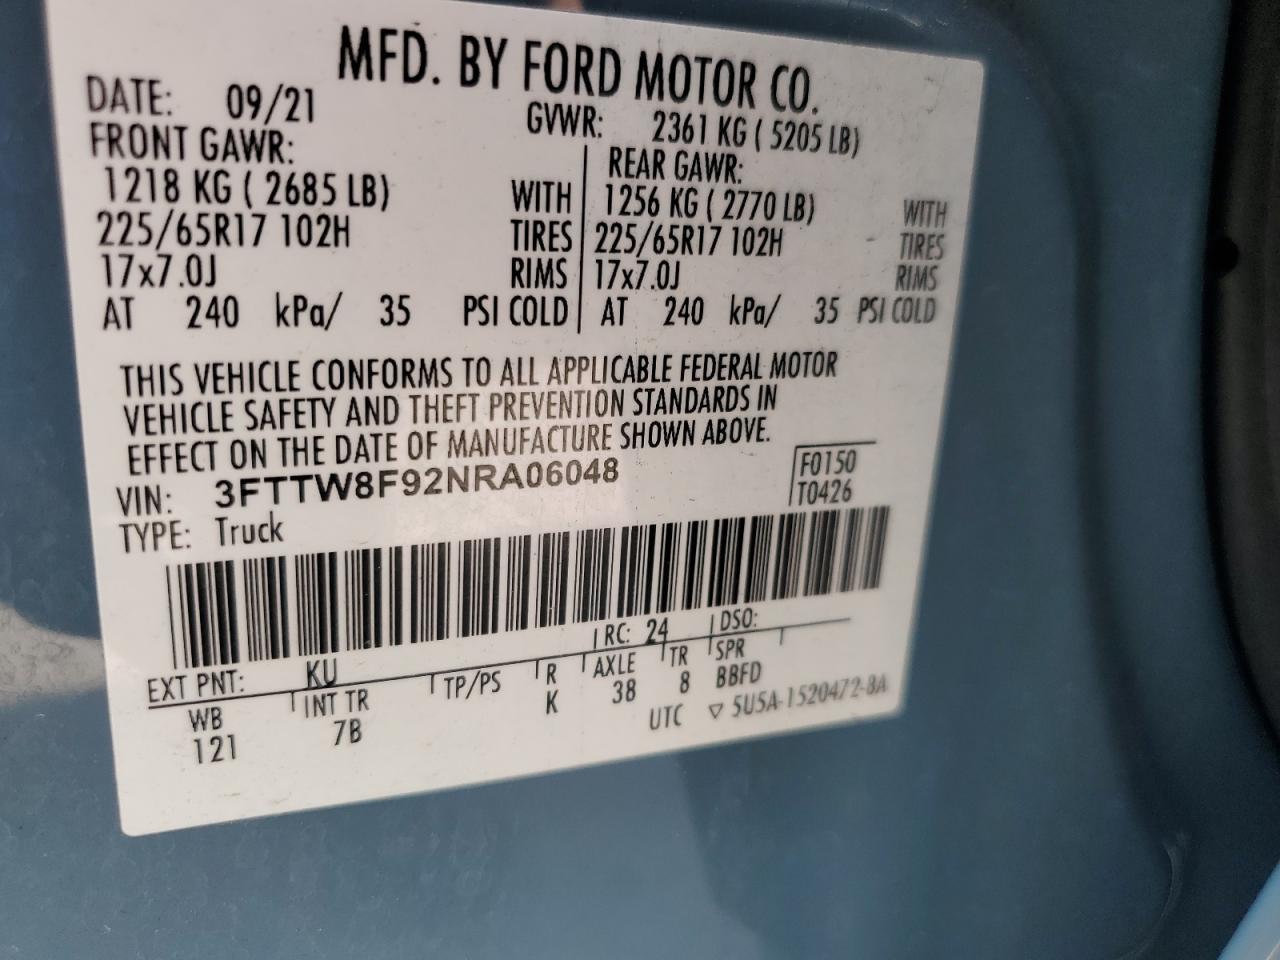 MFD. BY FORD MOTOR CO.
DATE: 09/21 GVWR: 2361 KG ( 5205 LB)
FRONT GAWR: REAR GAWR:
1218 KG ( 2685 LB) WITH 1256 KG ( 2770 LB) WITH
225/65R17 102H TIRES 225/65R17 102H TIRES
17x7.0J RIMS 17x7.0J RIMS
AT 240 kPa/ 35 PSI COLD AT 240 kPa/ 35 PSI COLD
THIS VEHICLE CONFORMS TO ALL APPLICABLE FEDERAL MOTOR
VEHICLE SAFETY AND THEFT PREVENTION STANDARDS IN
EFFECT ON THE DATE OF MANUFACTURE SHOWN ABOVE.
VIN: 3FTTW8F92NRA06048 F0150
TYPE: Truck T0426
EXT PNT: KU RC: 24 DSO:
WB INT TR TP/PS R AXLE TR SPR
121 7B K 38 8 BBFD
UTC ▽ 5U5A-1520472-8A